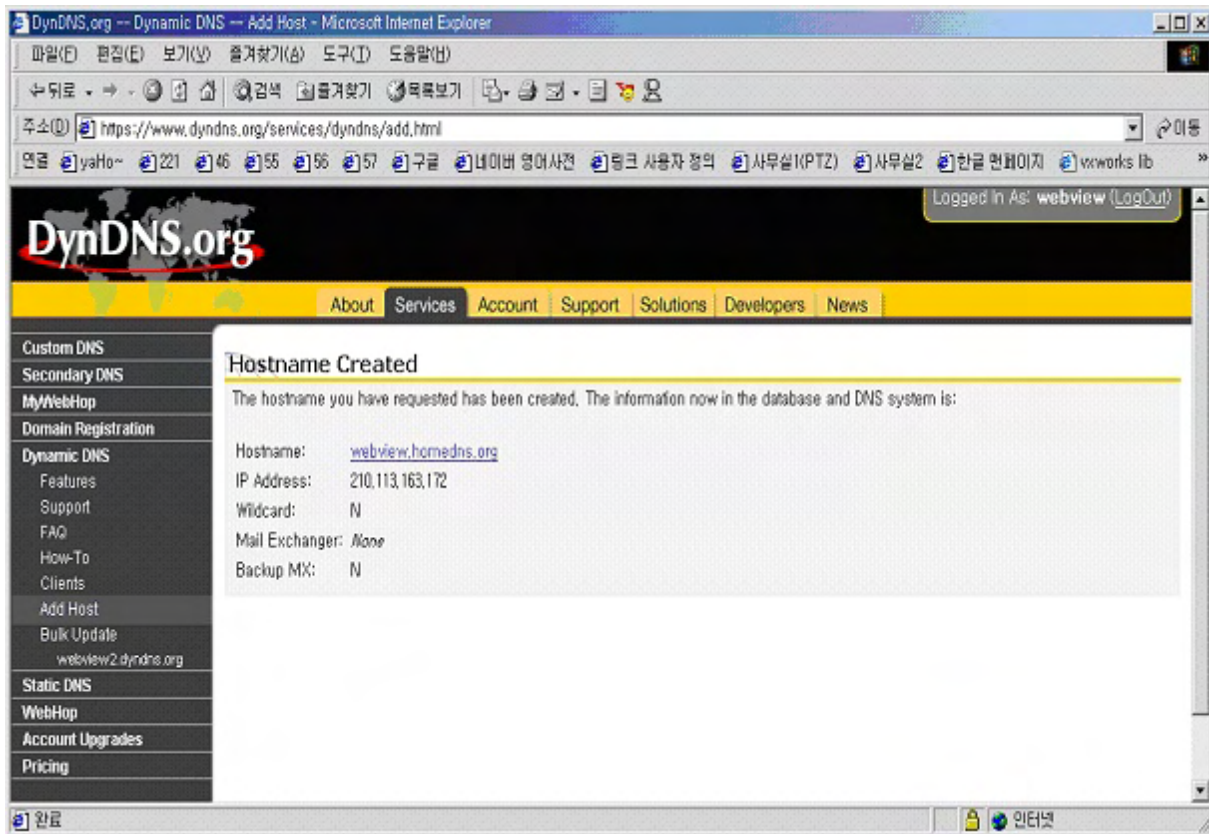 DynDNS.org -- Dynamic DNS -- Add Host - Microsoft Internet Explorer
파일(F) 편집(E) 보기(V) 즐겨찾기(A) 도구(T) 도움말(H)
뒤로 검색 즐겨찾기 목록보기
주소(D) https://www.dyndns.org/services/dyndns/add.html 이동
연결 yaHo~ 221 46 55 56 57 구글 네이버 영어사전 링크 사용자 정의 사무실1(PTZ) 사무실2 한글 맨페이지 vxworks lib »
Logged In As: webview (LogOut)
DynDNS.org
About Services Account Support Solutions Developers News
Custom DNS
Secondary DNS
MyWebHop
Domain Registration
Dynamic DNS
Features
Support
FAQ
How-To
Clients
Add Host
Bulk Update
webview2.dyndns.org
Static DNS
WebHop
Account Upgrades
Pricing
Hostname Created
The hostname you have requested has been created. The information now in the database and DNS system is:
Hostname: webview.homedns.org
IP Address: 210.113.163.172
Wildcard: N
Mail Exchanger: None
Backup MX: N
완료 인터넷